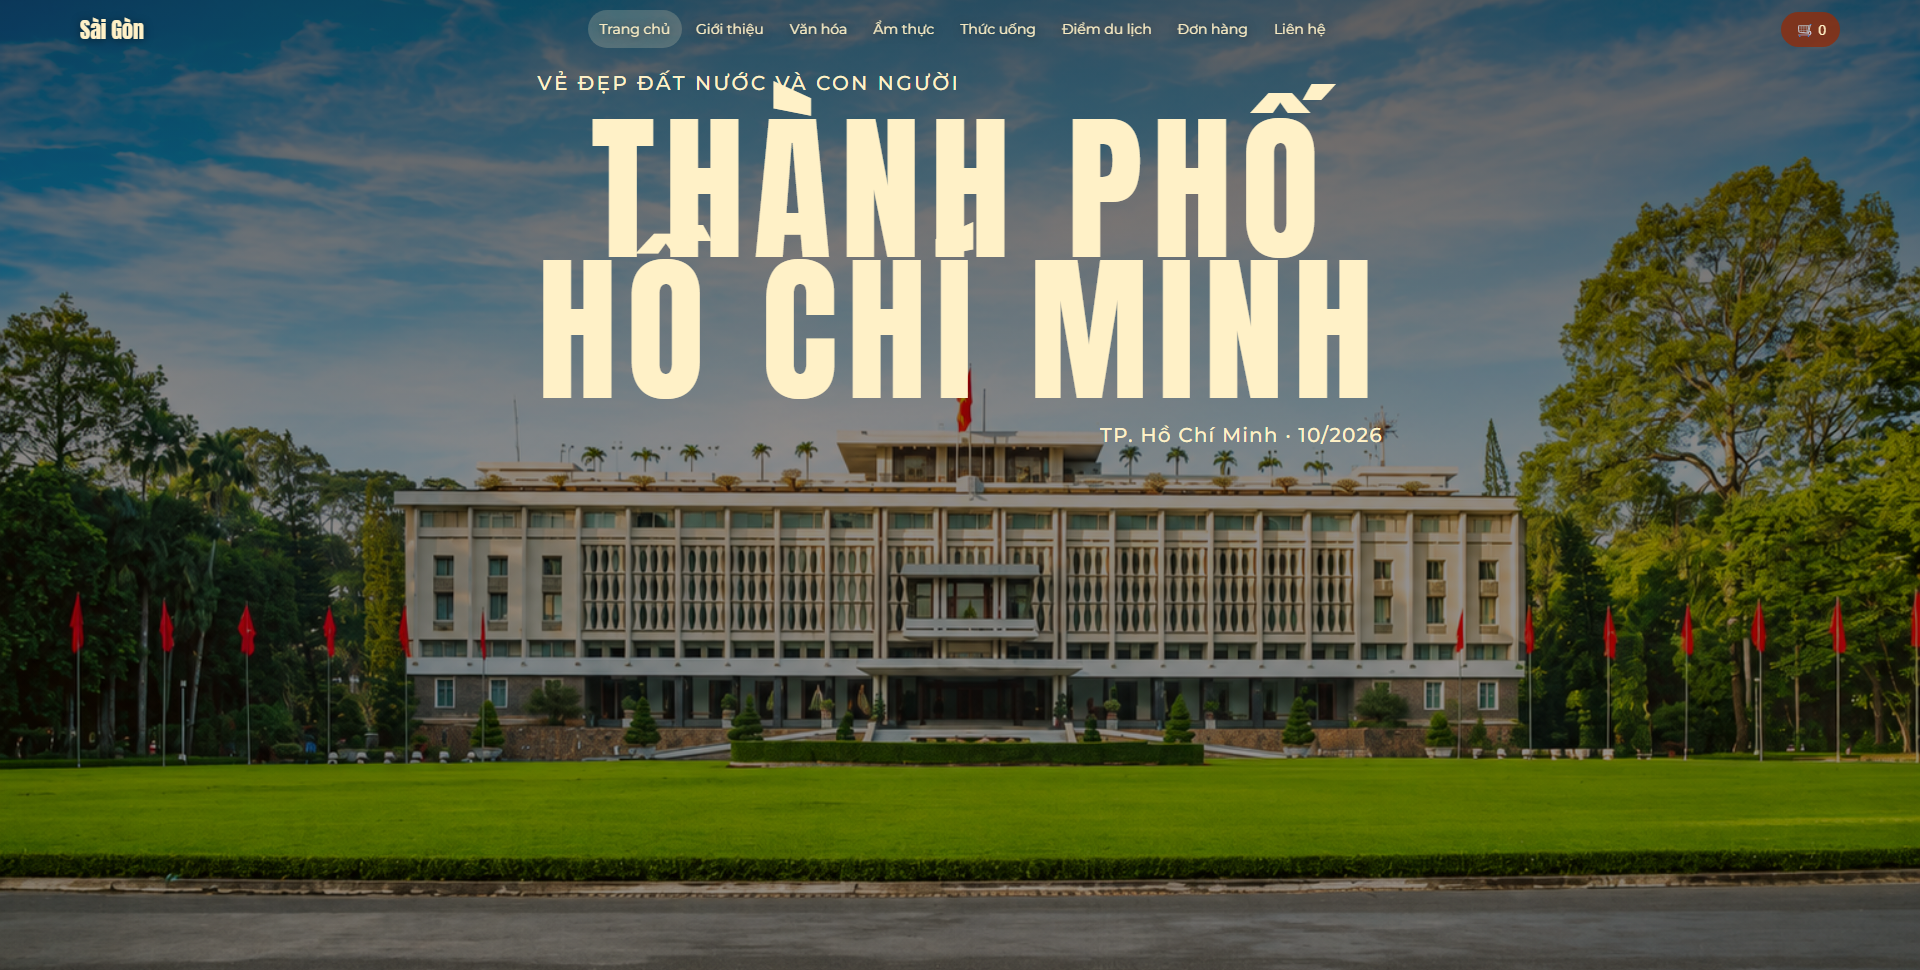 Sài Gòn
Trang chủ Giới thiệu Văn hóa Ẩm thực Thức uống Điểm du lịch Đơn hàng Liên hệ
0
VẺ ĐẸP ĐẤT NƯỚC VÀ CON NGƯỜI
THÀNH PHỐ
HỒ CHÍ MINH
TP. Hồ Chí Minh · 10/2026